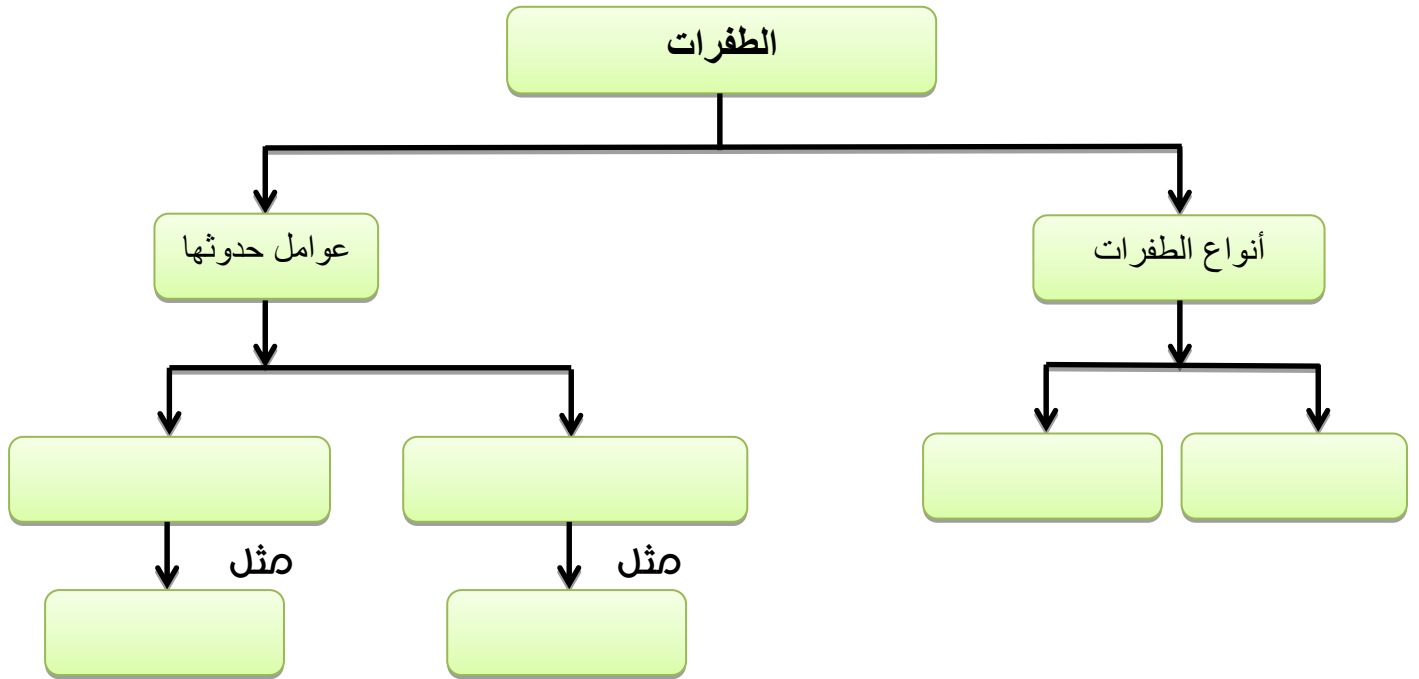 الطفرات
أنواع الطفرات
عوامل حدوثها
مثل
مثل